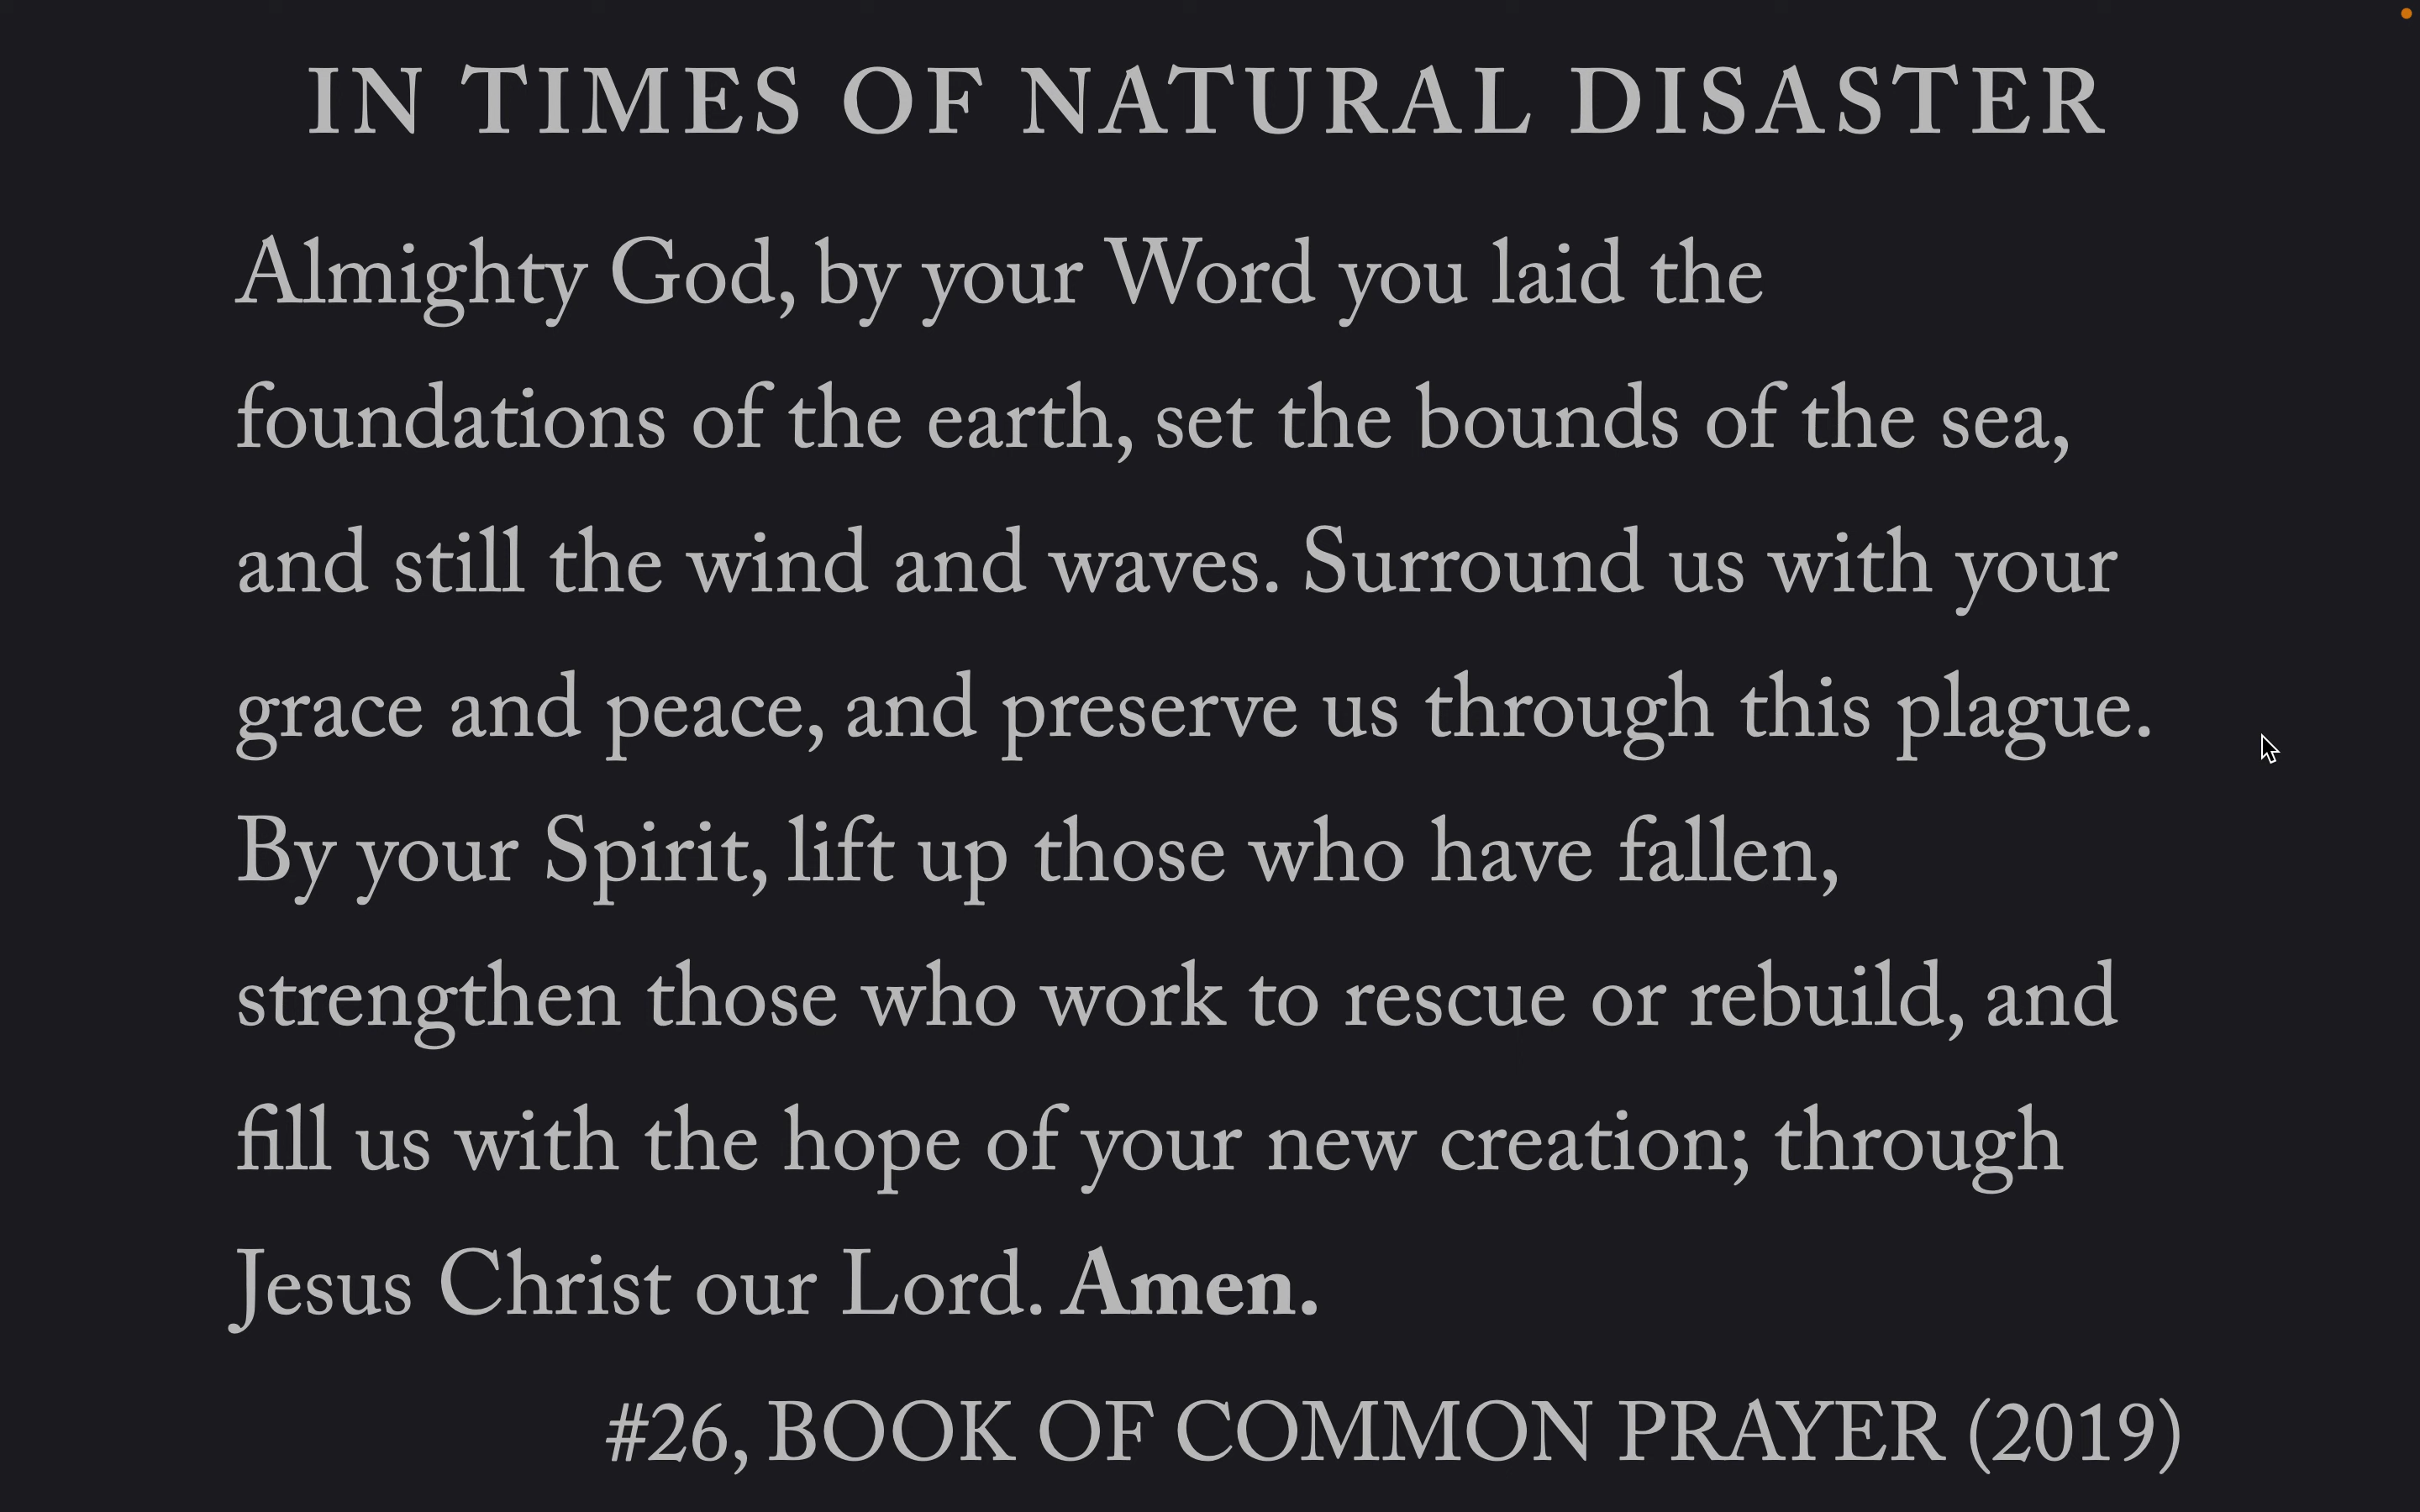 IN TIMES OF NATURAL DISASTER
Almighty God, by your Word you laid the
foundations of the earth, set the bounds of the sea,
and still the wind and waves. Surround us with your
grace and peace, and preserve us through this plague.
By your Spirit, lift up those who have fallen,
strengthen those who work to rescue or rebuild, and
fill us with the hope of your new creation; through
Jesus Christ our Lord. Amen.
#26, BOOK OF COMMON PRAYER (2019)